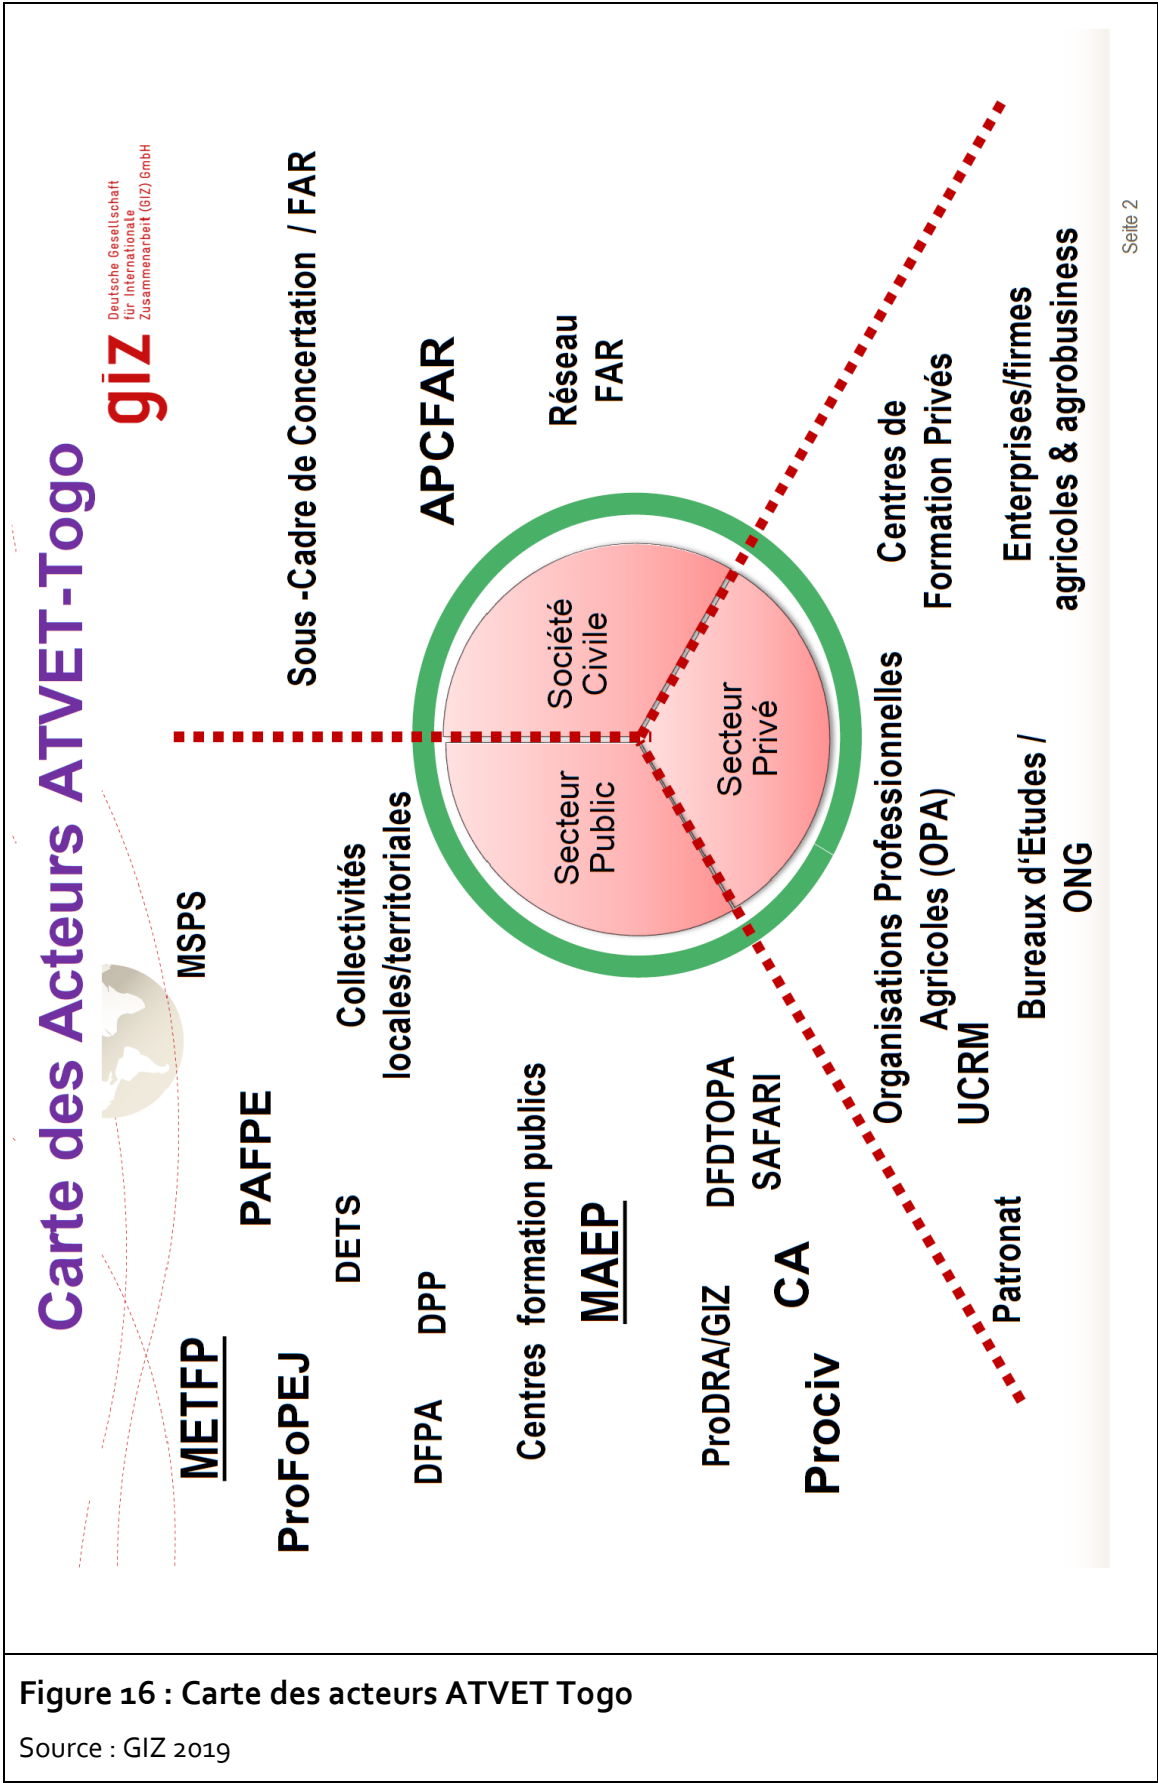 Carte des Acteurs ATVET-Togo
giz
Deutsche Gesellschaft
für Internationale
Zusammenarbeit (GIZ) GmbH
METFP
MSPS
PAFPE
ProFoPEJ
DETS
Collectivités
locales/territoriales
DFPA
DPP
Centres formation publics
MAEP
ProDRA/GIZ
DFDTOPA
SAFARI
CA
Prociv
Sous -Cadre de Concertation / FAR
APCFAR
Réseau
FAR
Secteur
Public
Société
Civile
Secteur
Privé
Organisations Professionnelles
Agricoles (OPA)
UCRM
Centres de
Formation Privés
Patronat
Bureaux d‘Etudes /
ONG
Enterprises/firmes
agricoles & agrobusiness
Seite 2
Figure 16 : Carte des acteurs ATVET Togo
Source : GIZ 2019